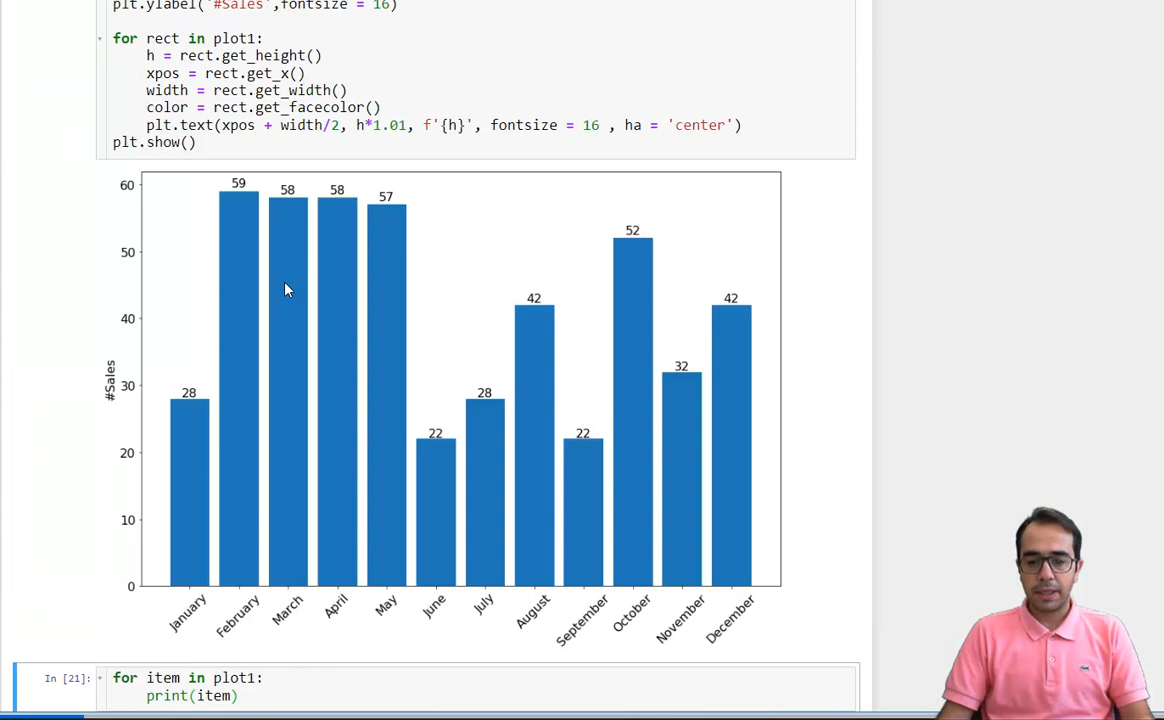 plt.ylabel('#Sales',fontsize = 16)
for rect in plot1:
h = rect.get_height()
xpos = rect.get_x()
width = rect.get_width()
color = rect.get_facecolor()
plt.text(xpos + width/2, h*1.01, f'{h}', fontsize = 16 , ha = 'center')
plt.show()
60
50
40
30
20
10
0
#Sales
28
59
58
58
57
22
28
42
22
52
32
42
January
February
March
April
May
June
July
August
September
October
November
December
In [21]:
for item in plot1:
print(item)